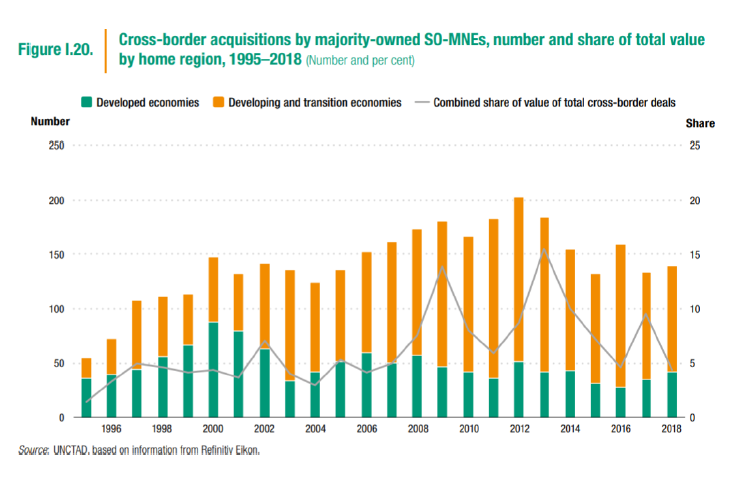 Figure I.20.
Cross-border acquisitions by majority-owned SO-MNEs, number and share of total value
by home region, 1995–2018 (Number and per cent)
Developed economies Developing and transition economies Combined share of value of total cross-border deals
Number Share
250 25
200 20
150 15
100 10
50 5
0 0
1996 1998 2000 2002 2004 2006 2008 2010 2012 2014 2016 2018
Source: UNCTAD, based on information from Refinitiv Eikon.